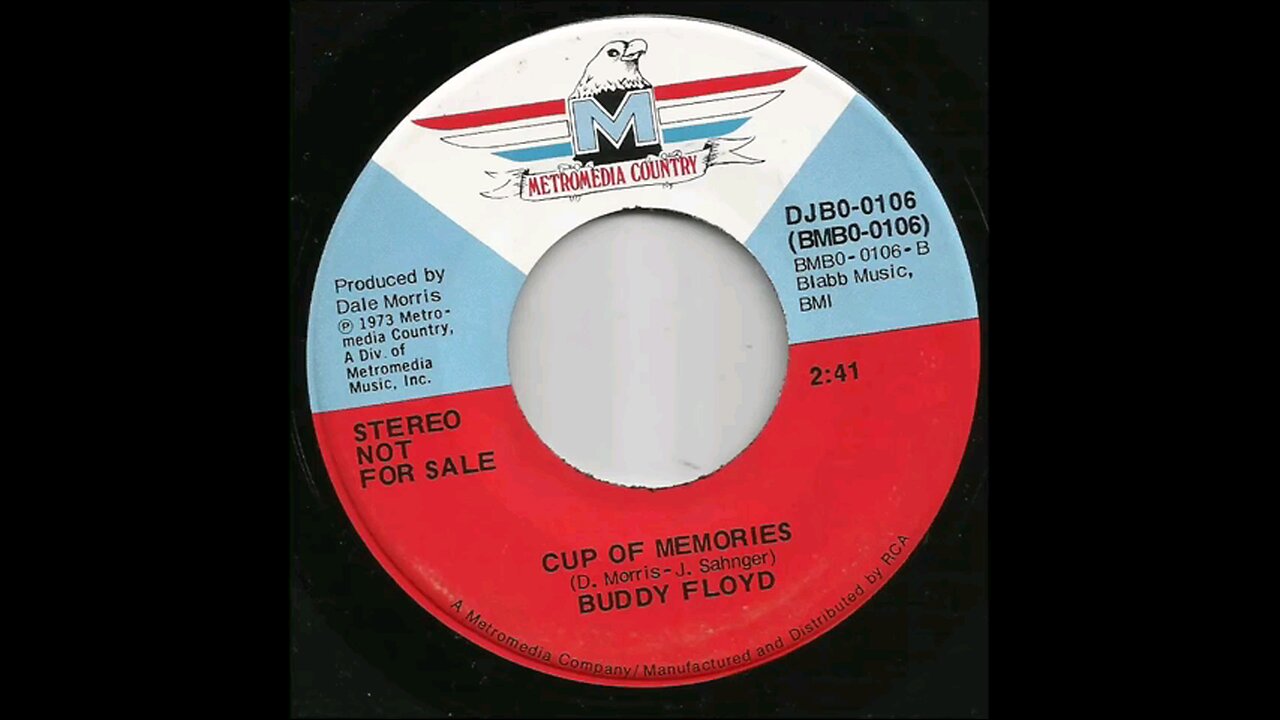 M
METROMEDIA COUNTRY
DJB0-0106
(BMB0-0106)
BMB0-0106-B
Blabb Music,
BMI
Produced by
Dale Morris
℗ 1973 Metro-
media Country,
A Div. of
Metromedia
Music, Inc.
2:41
STEREO
NOT
FOR SALE
CUP OF MEMORIES
(D. Morris-J. Sahnger)
BUDDY FLOYD
A Metromedia Company/Manufactured and Distributed by RCA